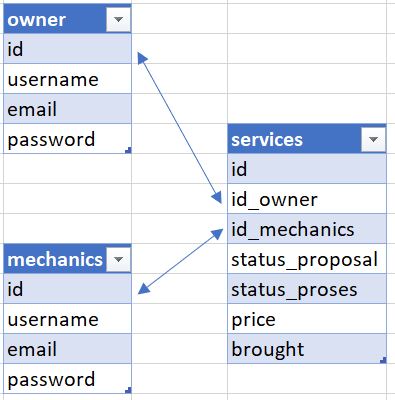 owner
id
username
email
password
services
id
id_owner
id_mechanics
status_proposal
status_proses
price
brought
mechanics
id
username
email
password